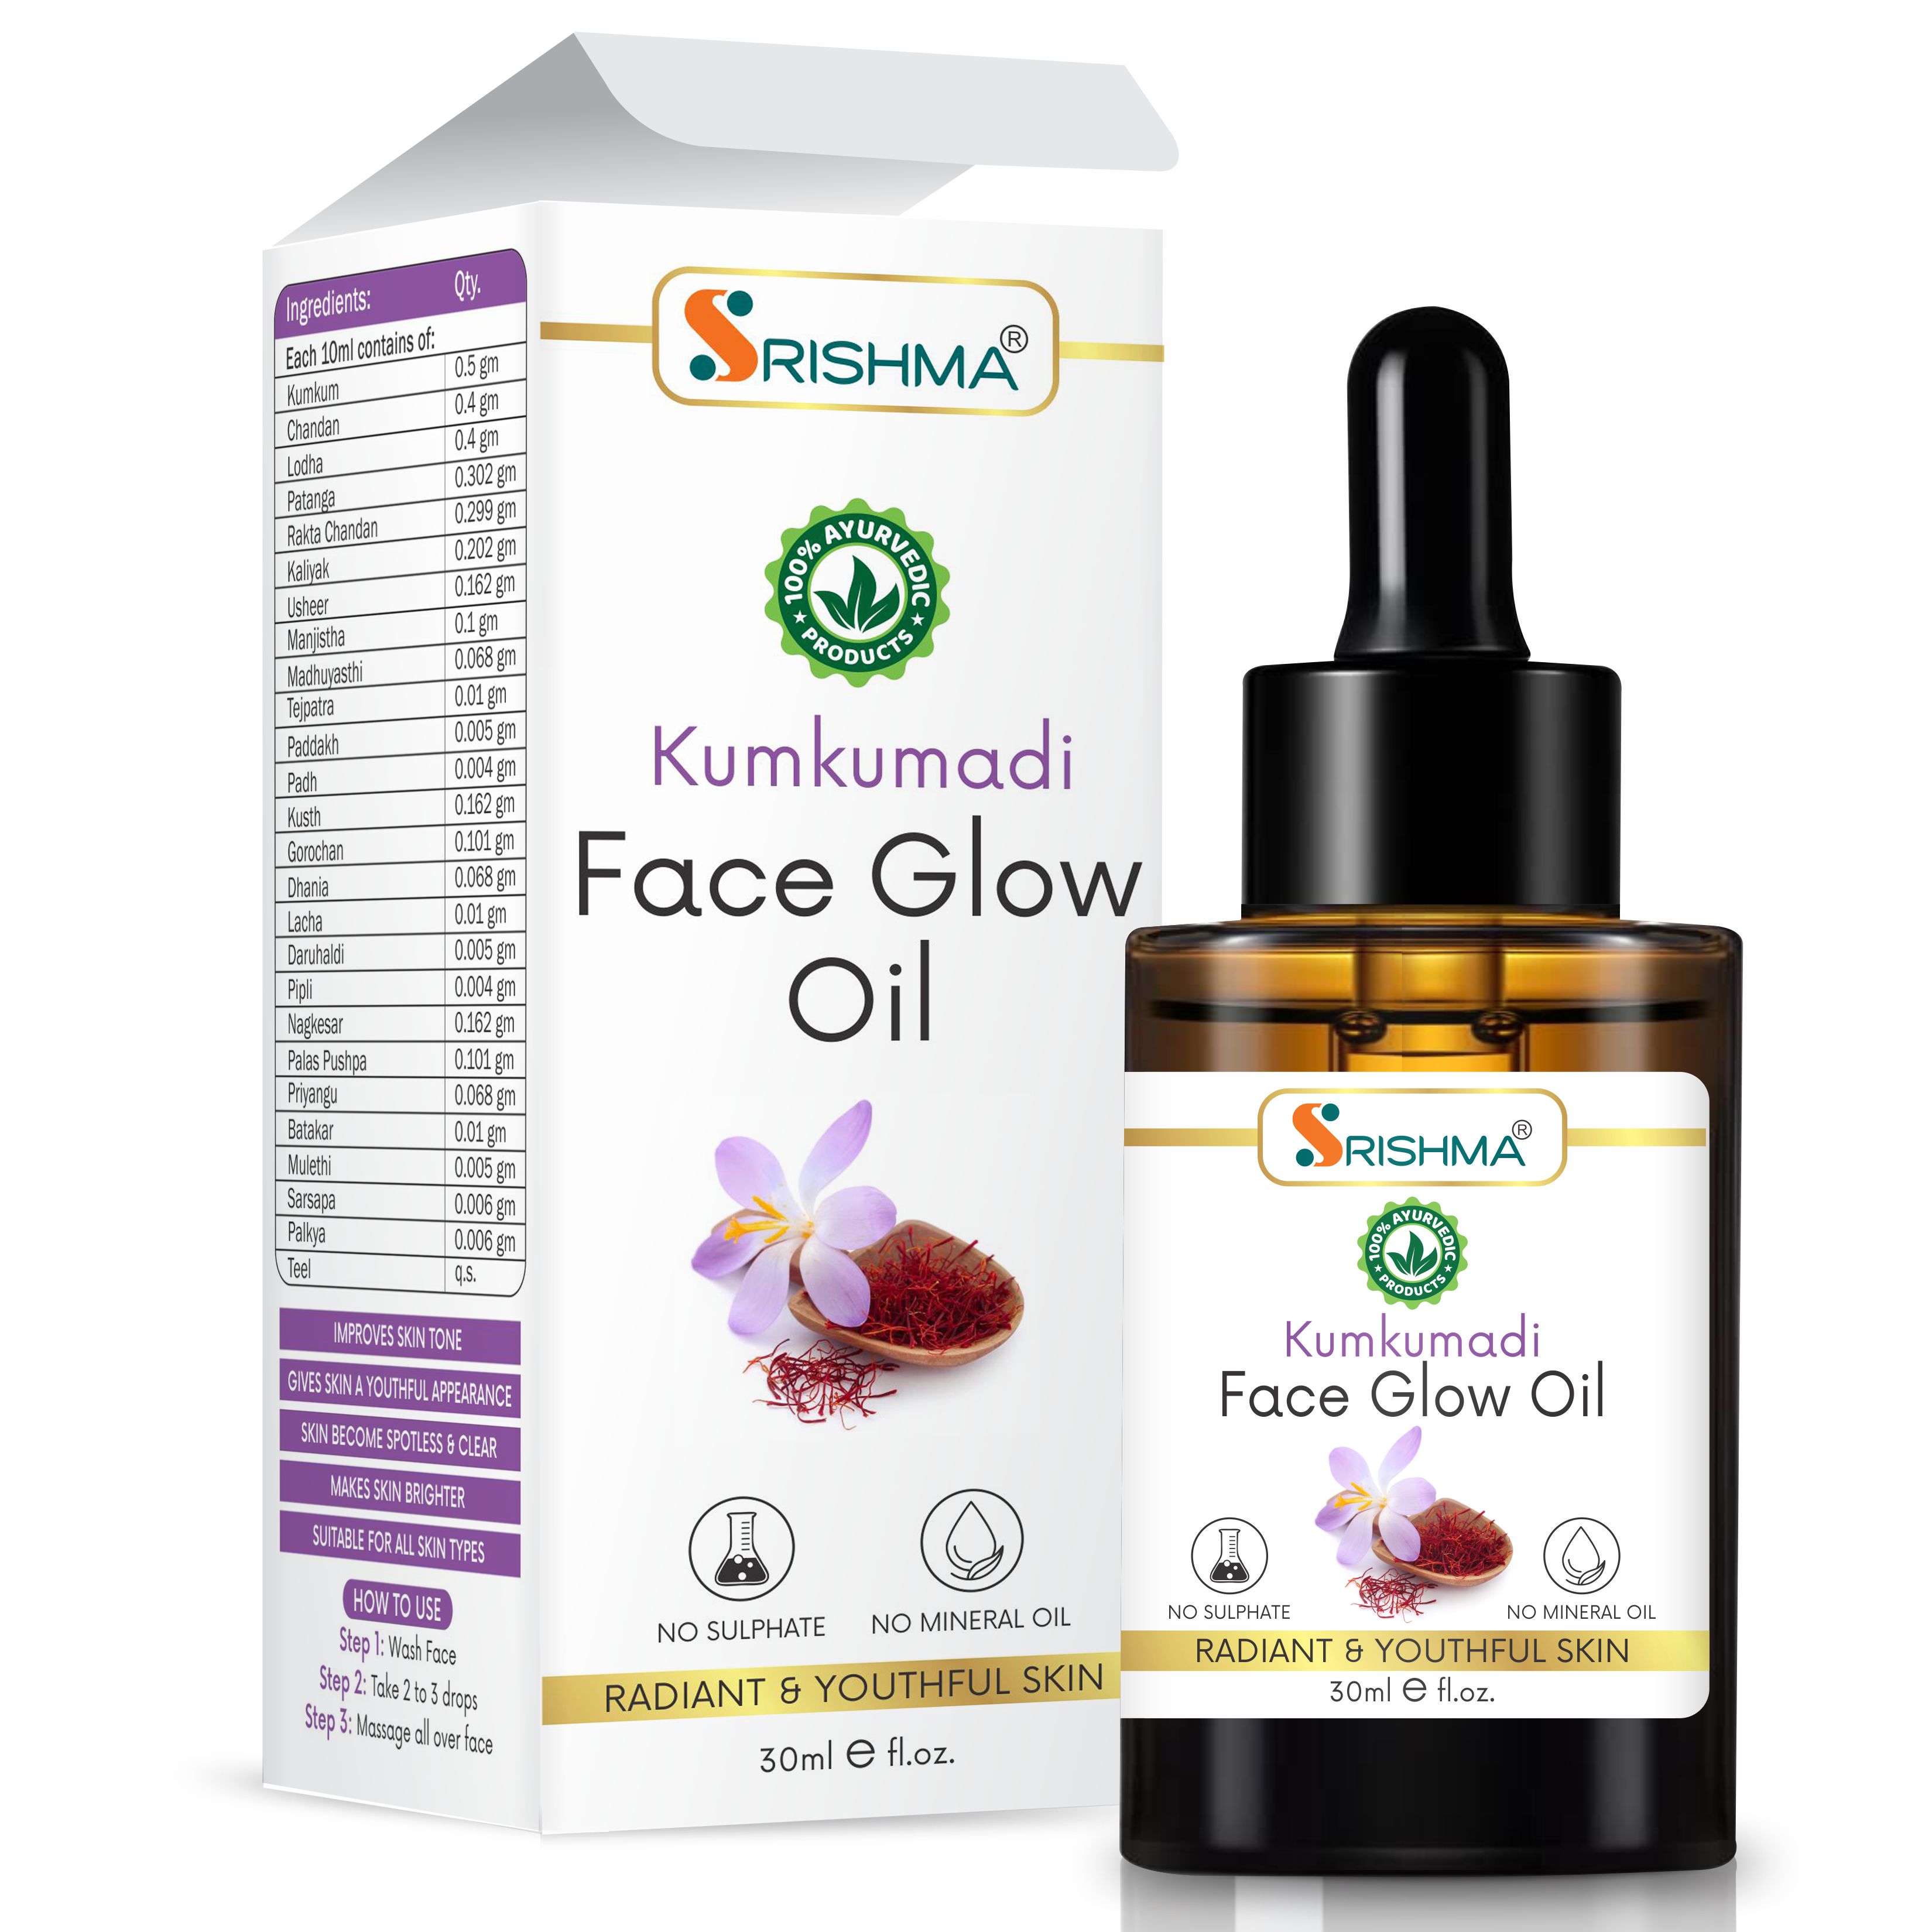 Ingredients: Qty.
Each 10ml contains of:
Kumkum 0.5 gm
Chandan 0.4 gm
Lodha 0.4 gm
Patanga 0.302 gm
Rakta Chandan 0.299 gm
Kaliyak 0.202 gm
Usheer 0.162 gm
Manjistha 0.1 gm
Madhuyasthi 0.068 gm
Tejpatra 0.01 gm
Paddakh 0.005 gm
Padh 0.004 gm
Kusth 0.162 gm
Gorochan 0.101 gm
Dhania 0.068 gm
Lacha 0.01 gm
Daruhaldi 0.005 gm
Pipli 0.004 gm
Nagkesar 0.162 gm
Palas Pushpa 0.101 gm
Priyangu 0.068 gm
Batakar 0.01 gm
Mulethi 0.005 gm
Sarsapa 0.006 gm
Palkya 0.006 gm
Teel q.s.
IMPROVES SKIN TONE
GIVES SKIN A YOUTHFUL APPEARANCE
SKIN BECOME SPOTLESS & CLEAR
MAKES SKIN BRIGHTER
SUITABLE FOR ALL SKIN TYPES
HOW TO USE
Step 1: Wash Face
Step 2: Take 2 to 3 drops
Step 3: Massage all over face
SRISHMA®
100% AYURVEDIC
PRODUCTS
Kumkumadi
Face Glow
Oil
NO SULPHATE NO MINERAL OIL
RADIANT & YOUTHFUL SKIN
30ml e fl.oz.
SRISHMA®
100% AYURVEDIC
PRODUCTS
Kumkumadi
Face Glow Oil
NO SULPHATE NO MINERAL OIL
RADIANT & YOUTHFUL SKIN
30ml e fl.oz.